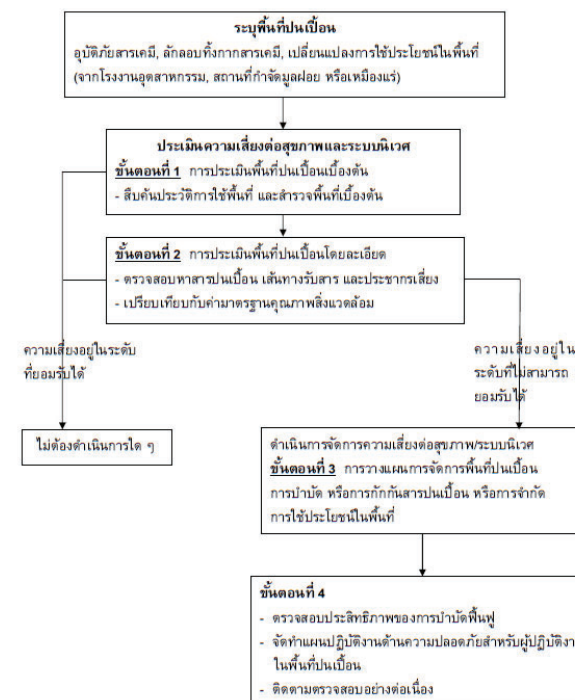 ระบุพื้นที่ปนเปื้อน
อุบัติภัยสารเคมี, ลักลอบทิ้งกากสารเคมี, เปลี่ยนแปลงการใช้ประโยชน์ในพื้นที่
(จากโรงงานอุตสาหกรรม, สถานที่กำจัดมูลฝอย หรือเหมืองแร่)
ประเมินความเสี่ยงต่อสุขภาพและระบบนิเวศ
ขั้นตอนที่ 1 การประเมินพื้นที่ปนเปื้อนเบื้องต้น
- สืบค้นประวัติการใช้พื้นที่ และสำรวจพื้นที่เบื้องต้น
ขั้นตอนที่ 2 การประเมินพื้นที่ปนเปื้อนโดยละเอียด
- ตรวจสอบหาสารปนเปื้อน เส้นทางรับสาร และประชากรเสี่ยง
- เปรียบเทียบกับค่ามาตรฐานคุณภาพสิ่งแวดล้อม
ความเสี่ยงอยู่ในระดับ
ที่ยอมรับได้
ความเสี่ยงอยู่ใน
ระดับที่ไม่สามารถ
ยอมรับได้
ไม่ต้องดำเนินการใด ๆ
ดำเนินการจัดการความเสี่ยงต่อสุขภาพ/ระบบนิเวศ
ขั้นตอนที่ 3 การวางแผนการจัดการพื้นที่ปนเปื้อน
การบำบัด หรือการกักกันสารปนเปื้อน หรือการจำกัด
การใช้ประโยชน์ในพื้นที่
ขั้นตอนที่ 4
- ตรวจสอบประสิทธิภาพของการบำบัดฟื้นฟู
- จัดทำแผนปฏิบัติงานด้านความปลอดภัยสำหรับผู้ปฏิบัติงา
ในพื้นที่ปนเปื้อน
- ติดตามตรวจสอบอย่างต่อเนื่อง